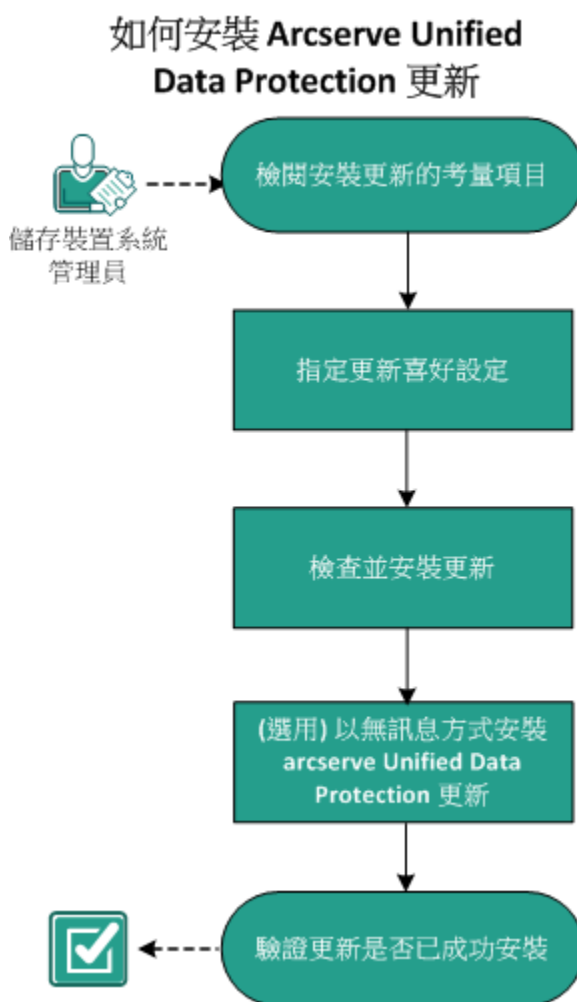 如何安裝 Arcserve Unified
Data Protection 更新
檢閱安裝更新的考量項目
儲存裝置系統
管理員
指定更新喜好設定
檢查並安裝更新
(選用) 以無訊息方式安裝
arcserve Unified Data
Protection 更新
驗證更新是否已成功安裝